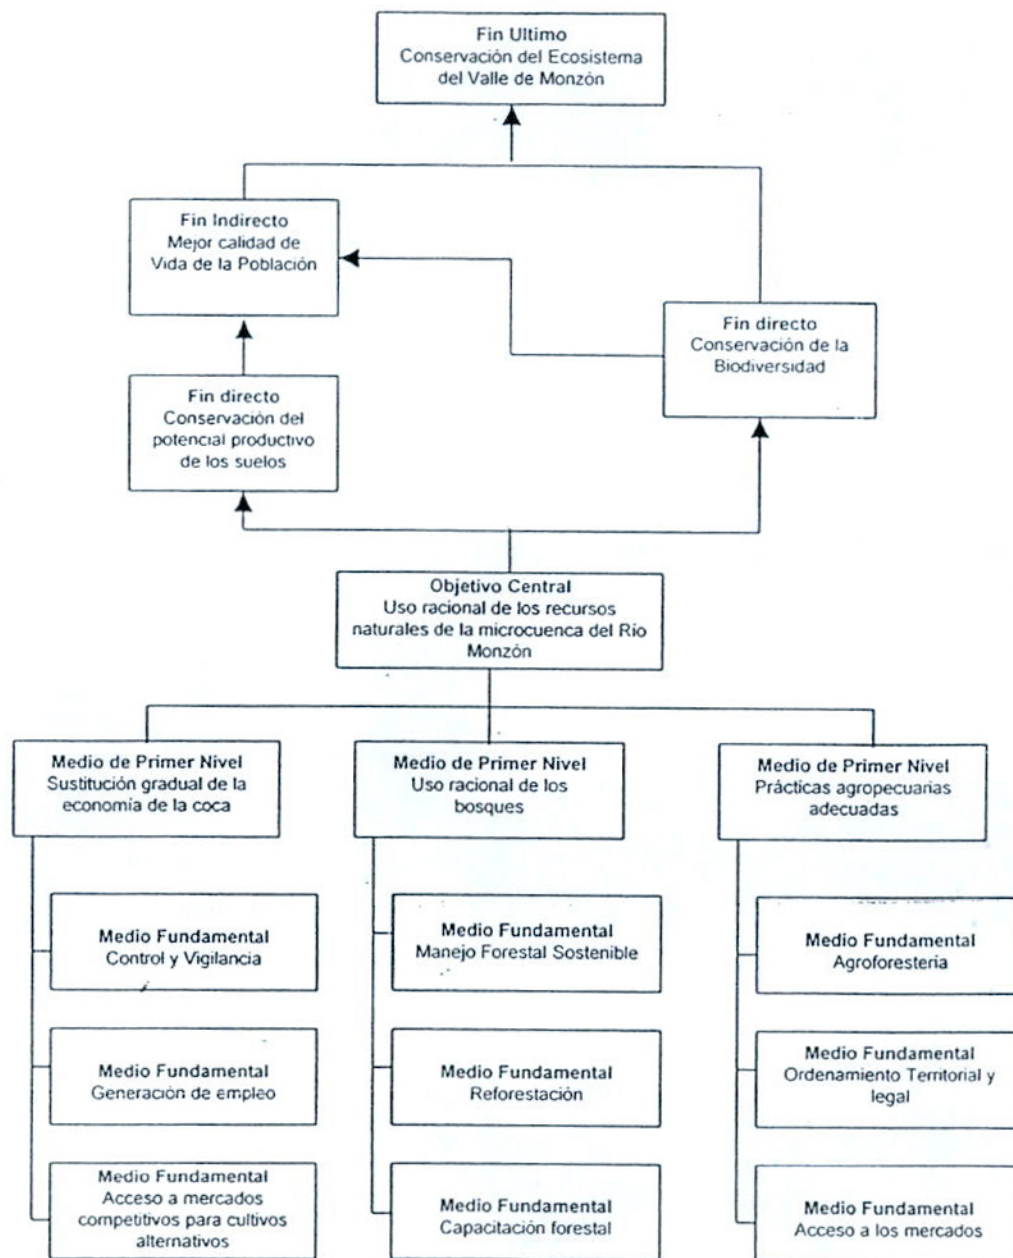 Fin Ultimo
Conservación del Ecosistema
del Valle de Monzón
Fin Indirecto
Mejor calidad de
Vida de la Población
Fin directo
Conservación de la
Biodiversidad
Fin directo
Conservación del
potencial productivo
de los suelos
Objetivo Central
Uso racional de los recursos
naturales de la microcuenca del Río
Monzón
Medio de Primer Nivel
Sustitución gradual de la
economía de la coca
Medio de Primer Nivel
Uso racional de los
bosques
Medio de Primer Nivel
Prácticas agropecuarias
adecuadas
Medio Fundamental
Control y Vigilancia
Medio Fundamental
Manejo Forestal Sostenible
Medio Fundamental
Agroforestería
Medio Fundamental
Generación de empleo
Medio Fundamental
Reforestación
Medio Fundamental
Ordenamiento Territorial y
legal
Medio Fundamental
Acceso a mercados
competitivos para cultivos
alternativos
Medio Fundamental
Capacitación forestal
Medio Fundamental
Acceso a los mercados